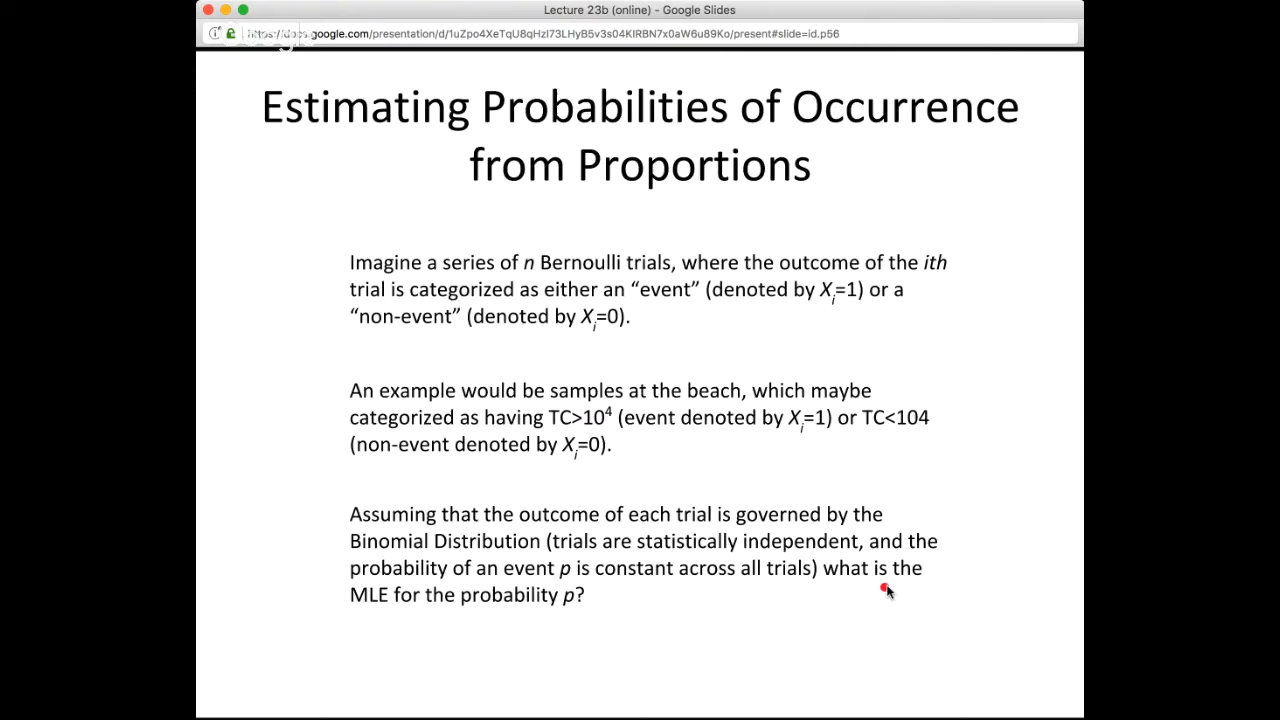 Lecture 23b (online) - Google Slides
https://docs.google.com/presentation/d/1uZpo4XeTqU8qHzI73LHyB5v3s04KIRBN7x0aW6u89Ko/present#slide=id.p56
Google
Estimating Probabilities of Occurrence
from Proportions
Imagine a series of n Bernoulli trials, where the outcome of the ith
trial is categorized as either an “event” (denoted by Xi=1) or a
“non-event” (denoted by Xi=0).
An example would be samples at the beach, which maybe
categorized as having TC>10⁴ (event denoted by Xi=1) or TC<104
(non-event denoted by Xi=0).
Assuming that the outcome of each trial is governed by the
Binomial Distribution (trials are statistically independent, and the
probability of an event p is constant across all trials) what is the
MLE for the probability p?